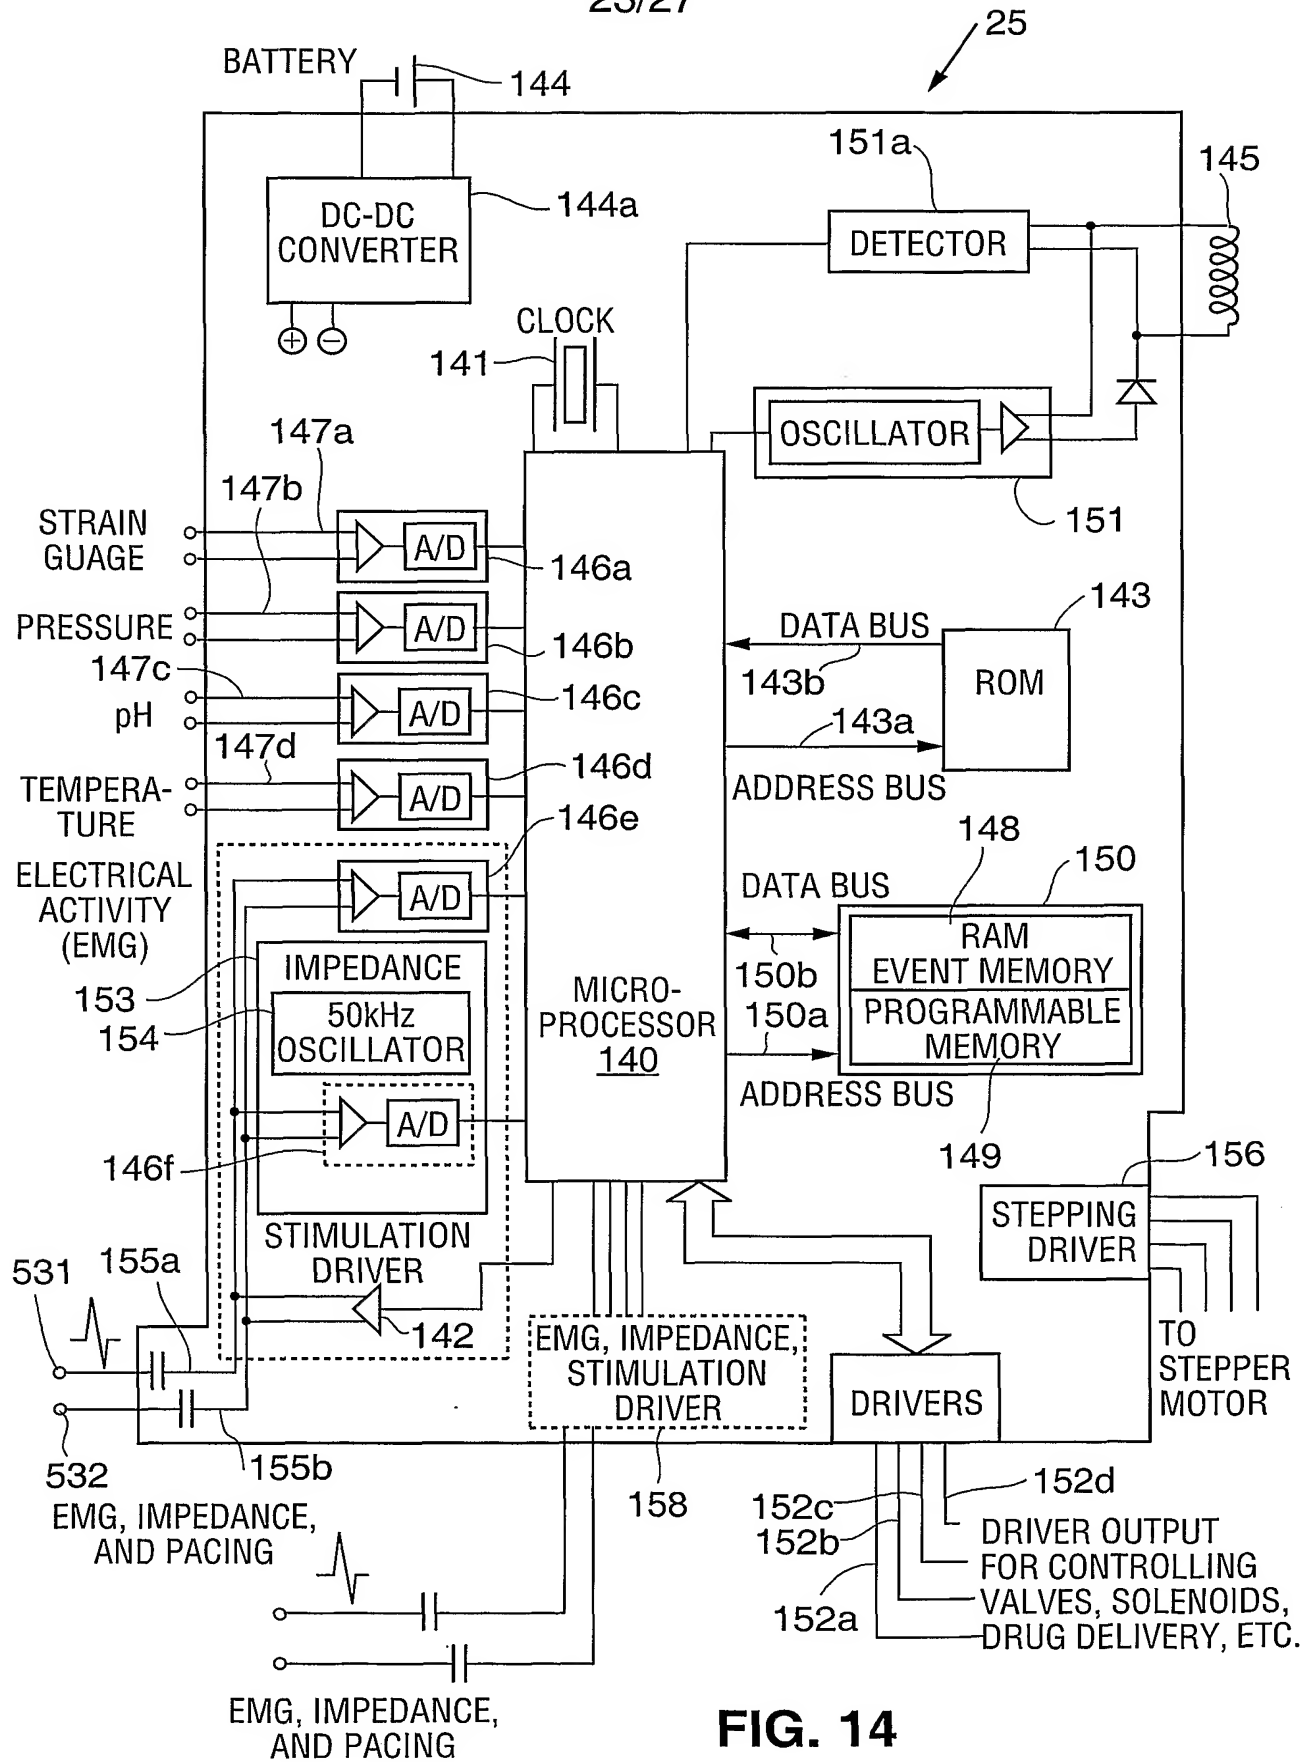 23/27
25
BATTERY
144
151a
145
DC-DC
CONVERTER
144a
DETECTOR
+
−
CLOCK
141
147a
OSCILLATOR
147b
151
STRAIN
GUAGE
A/D
146a
PRESSURE
A/D
146b
DATA BUS
143
143b
ROM
147c
pH
A/D
146c
143a
147d
146d
ADDRESS BUS
TEMPERA-
TURE
A/D
146e
148
150
ELECTRICAL
ACTIVITY
(EMG)
A/D
DATA BUS
RAM
EVENT MEMORY
150b
153
IMPEDANCE
154
50kHz
OSCILLATOR
MICRO-
PROCESSOR
140
150a
PROGRAMMABLE
MEMORY
ADDRESS BUS
A/D
149
156
146f
STEPPING
DRIVER
STIMULATION
DRIVER
531
155a
142
EMG, IMPEDANCE,
STIMULATION
DRIVER
DRIVERS
TO
STEPPER
MOTOR
532
155b
158
152c
152d
152b
152a
EMG, IMPEDANCE,
AND PACING
DRIVER OUTPUT
FOR CONTROLLING
VALVES, SOLENOIDS,
DRUG DELIVERY, ETC.
EMG, IMPEDANCE,
AND PACING
FIG. 14